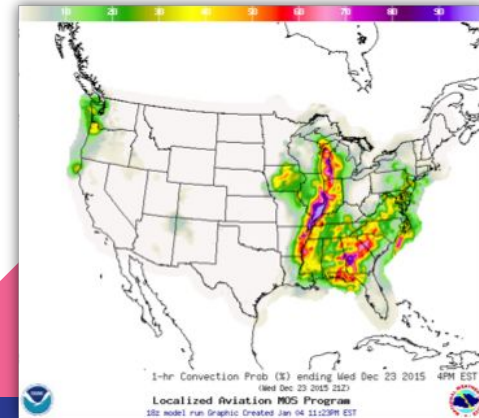 10 20 30 40 50 60 70 80 90
1-hr Convection Prob (%) ending Wed Dec 23 2015 4PM EST
(Wed Dec 23 2015 21Z)
Localized Aviation MOS Program
18z model run Graphic Created Jan 04 11:23PM EST